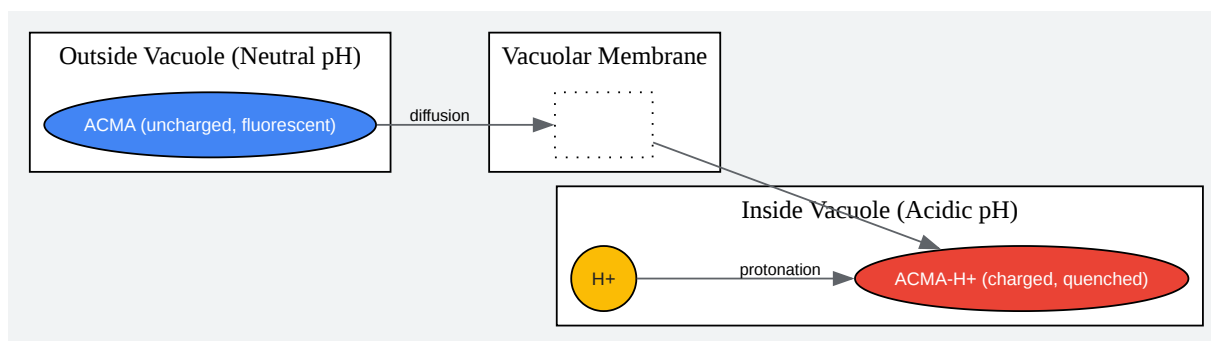 Outside Vacuole (Neutral pH)
ACMA (uncharged, fluorescent)
diffusion
Vacuolar Membrane
Inside Vacuole (Acidic pH)
H+
protonation
ACMA-H+ (charged, quenched)